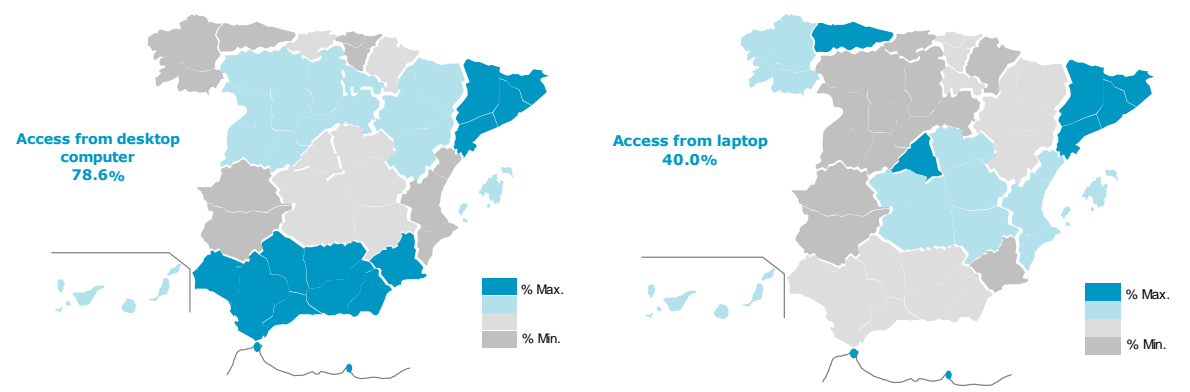 Access from desktop
computer
78.6%
% Max.
% Min.
Access from laptop
40.0%
% Max.
% Min.